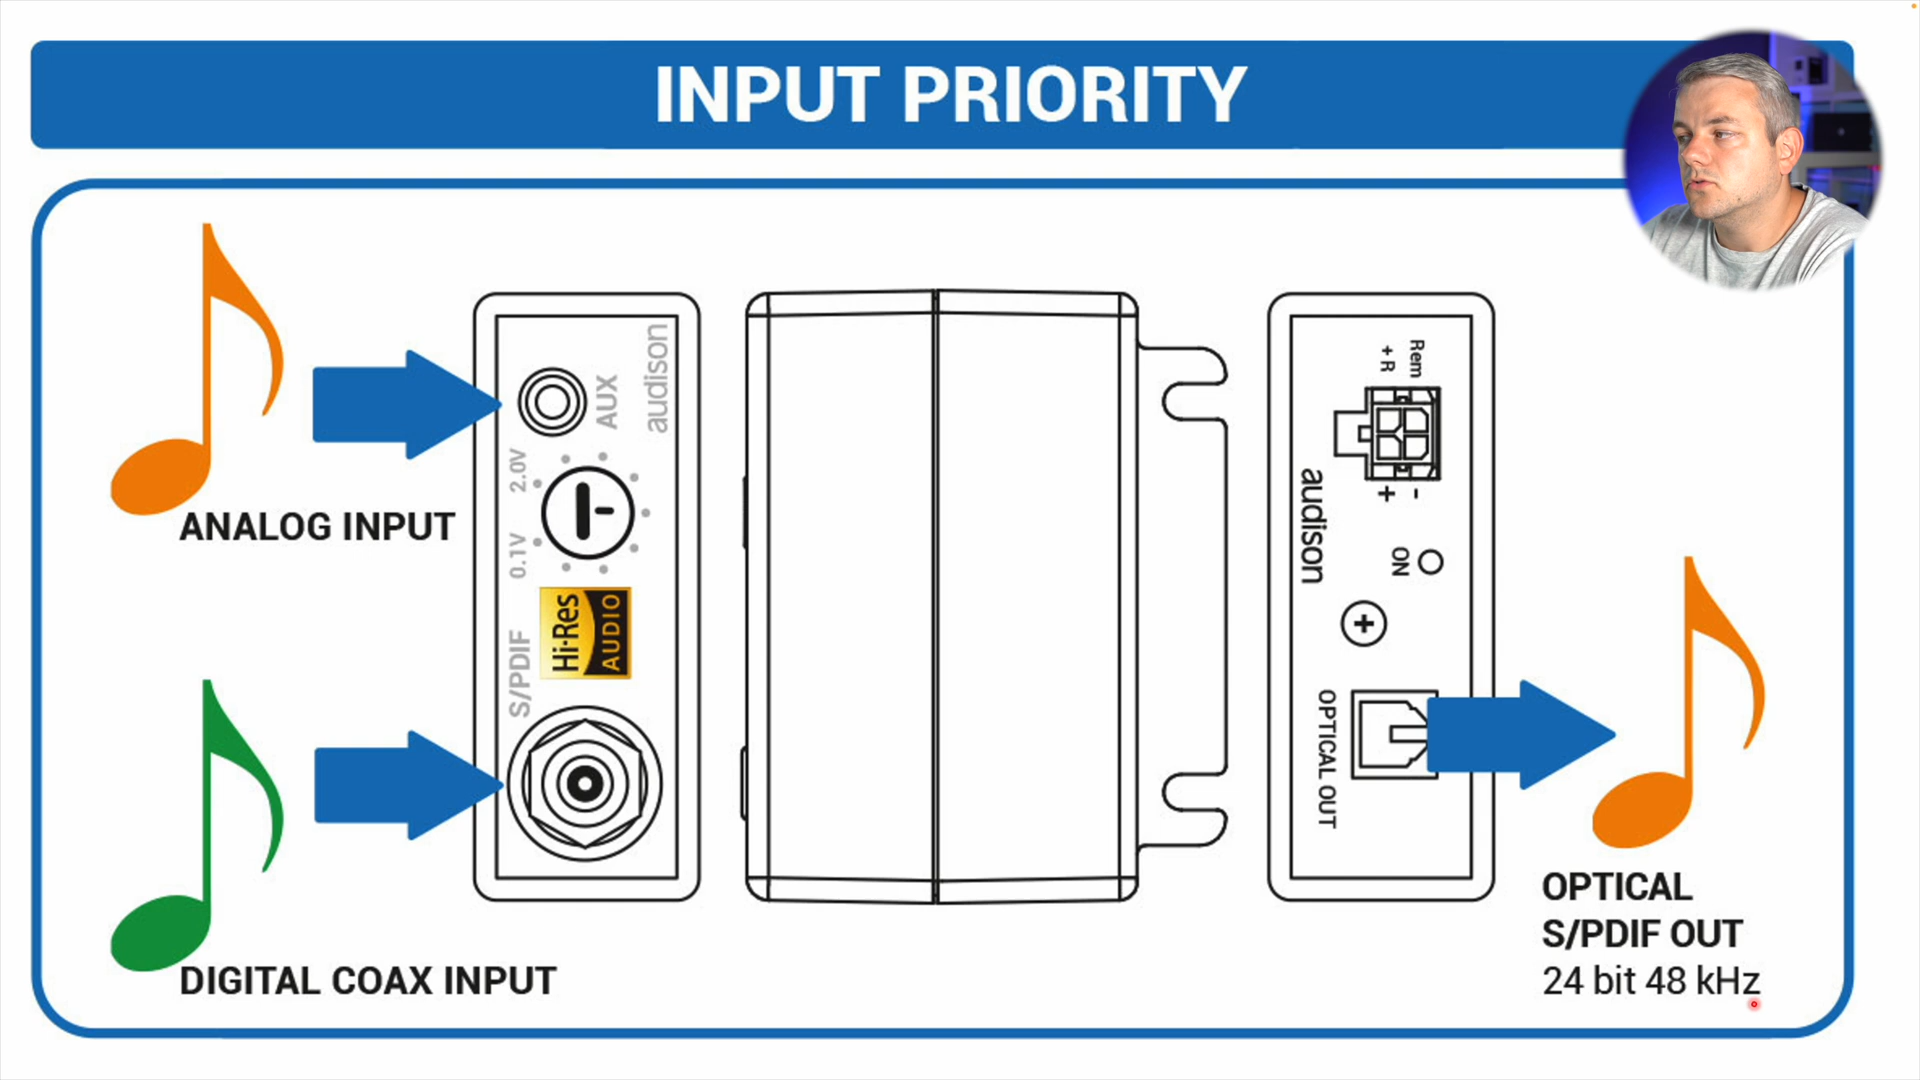 INPUT PRIORITY
ANALOG INPUT
AUX
audison
2.0V
0.1V
Hi-Res
AUDIO
S/PDIF
DIGITAL COAX INPUT
Rem
+ R
+ -
audison
ON
OPTICAL OUT
OPTICAL
S/PDIF OUT
24 bit 48 kHz